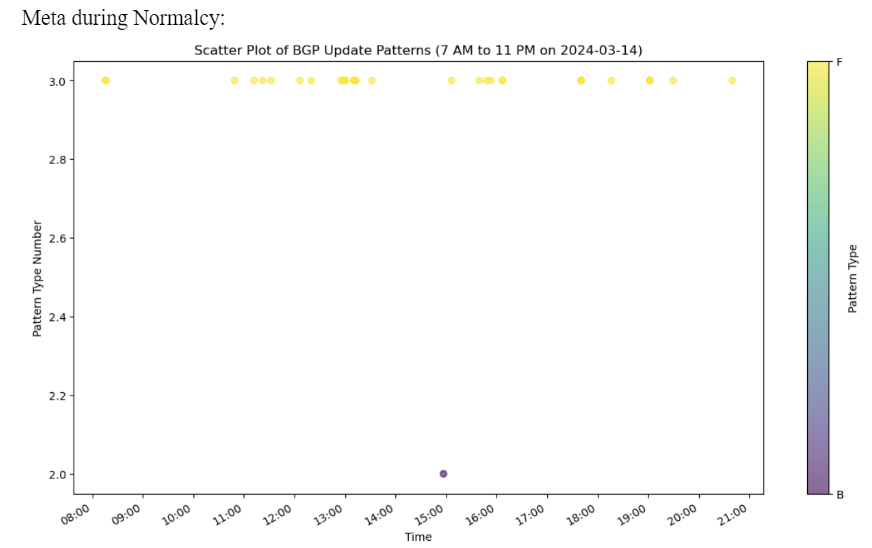 Meta during Normalcy:
Scatter Plot of BGP Update Patterns (7 AM to 11 PM on 2024-03-14)
3.0
2.8
2.6
2.4
2.2
2.0
Pattern Type Number
08:00
09:00
10:00
11:00
12:00
13:00
14:00
15:00
16:00
17:00
18:00
19:00
20:00
21:00
Time
F
B
Pattern Type